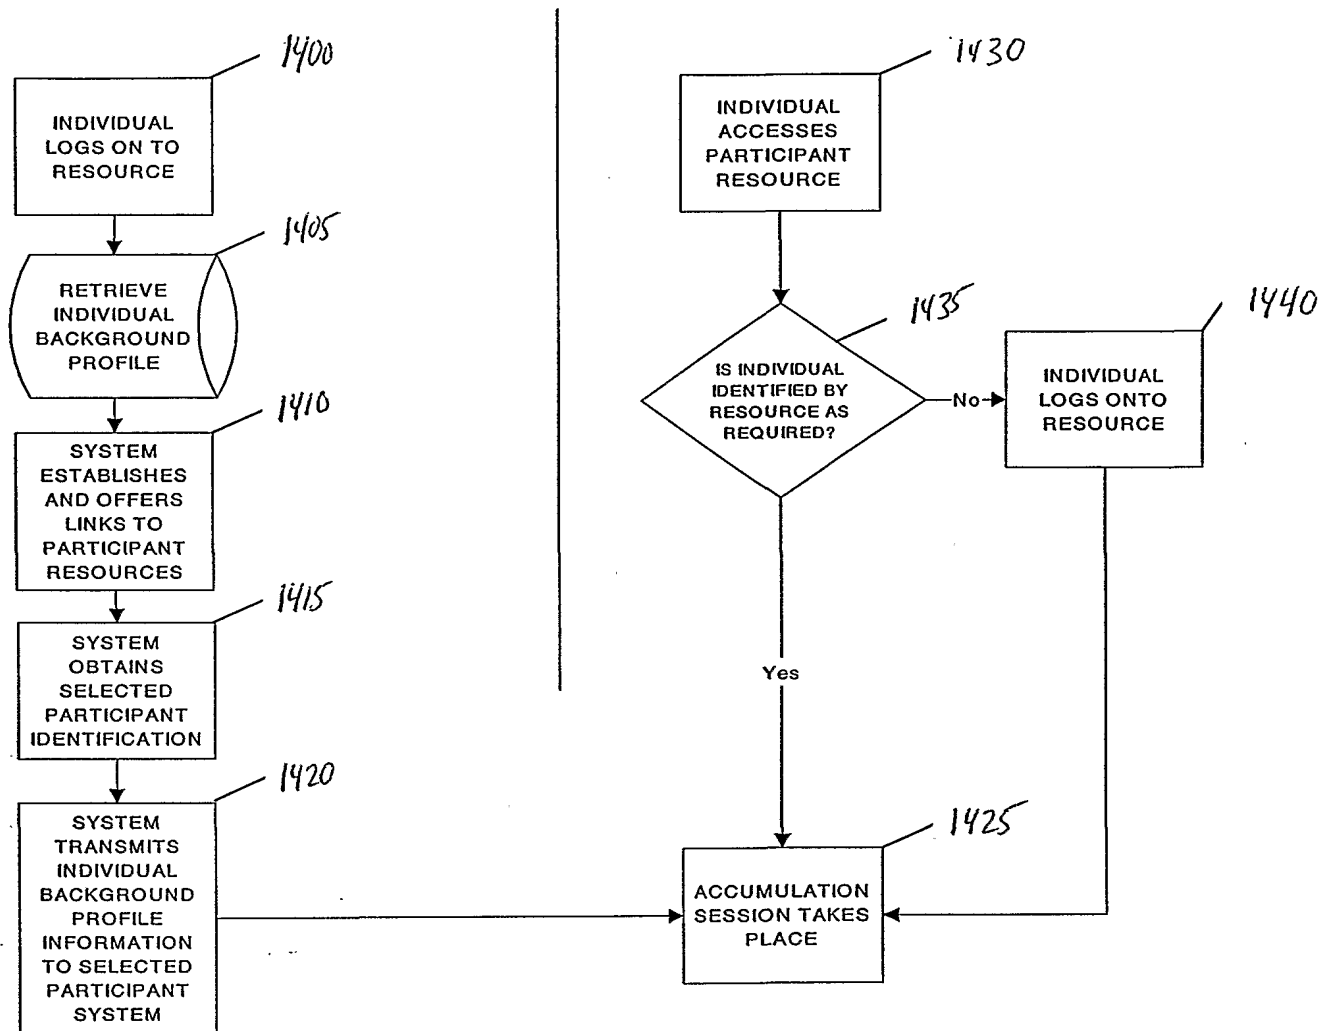 1400
INDIVIDUAL
LOGS ON TO
RESOURCE
1405
RETRIEVE
INDIVIDUAL
BACKGROUND
PROFILE
1410
SYSTEM
ESTABLISHES
AND OFFERS
LINKS TO
PARTICIPANT
RESOURCES
1415
SYSTEM
OBTAINS
SELECTED
PARTICIPANT
IDENTIFICATION
1420
SYSTEM
TRANSMITS
INDIVIDUAL
BACKGROUND
PROFILE
INFORMATION
TO SELECTED
PARTICIPANT
SYSTEM
1430
INDIVIDUAL
ACCESSES
PARTICIPANT
RESOURCE
1435
IS INDIVIDUAL
IDENTIFIED BY
RESOURCE AS
REQUIRED?
No
1440
INDIVIDUAL
LOGS ONTO
RESOURCE
Yes
1425
ACCUMULATION
SESSION TAKES
PLACE